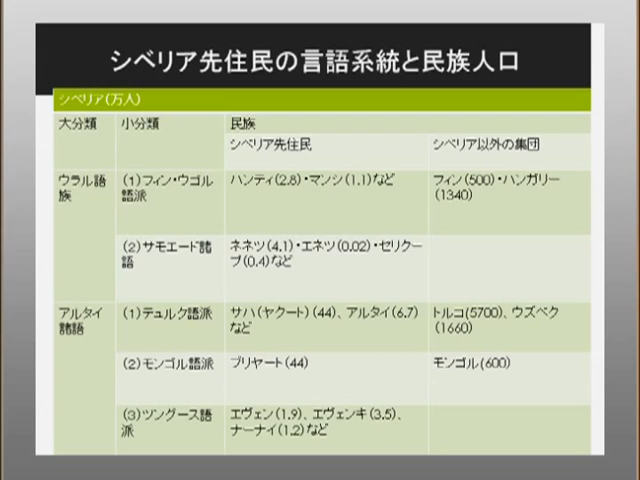 シベリア先住民の言語系統と民族人口
シベリア(万人)
大分類 小分類 民族
シベリア先住民 シベリア以外の集団
ウラル語族 (1)フィン・ウゴル語派 ハンティ(2.8)・マンシ(1.1)など フィン(500)・ハンガリー(1340)
(2)サモエード諸語 ネネツ(4.1)・エネツ(0.02)・セリクープ(0.4)など
アルタイ諸語 (1)テュルク語派 サハ(ヤクート)(44)、アルタイ(6.7)など トルコ(5700)、ウズベク(1660)
(2)モンゴル語派 ブリヤート(44) モンゴル(600)
(3)ツングース語派 エヴェン(1.9)、エヴェンキ(3.5)、ナーナイ(1.2)など